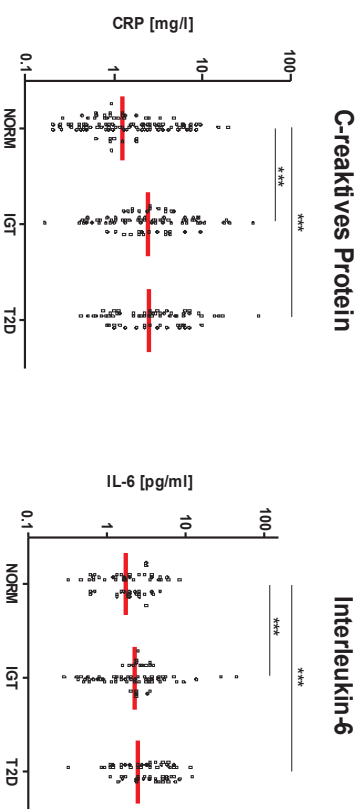 C-reaktives Protein
CRP [mg/l]
100
10
1
0.1
***
***
NORM
IGT
T2D
Interleukin-6
IL-6 [pg/ml]
100
10
1
0.1
***
***
NORM
IGT
T2D